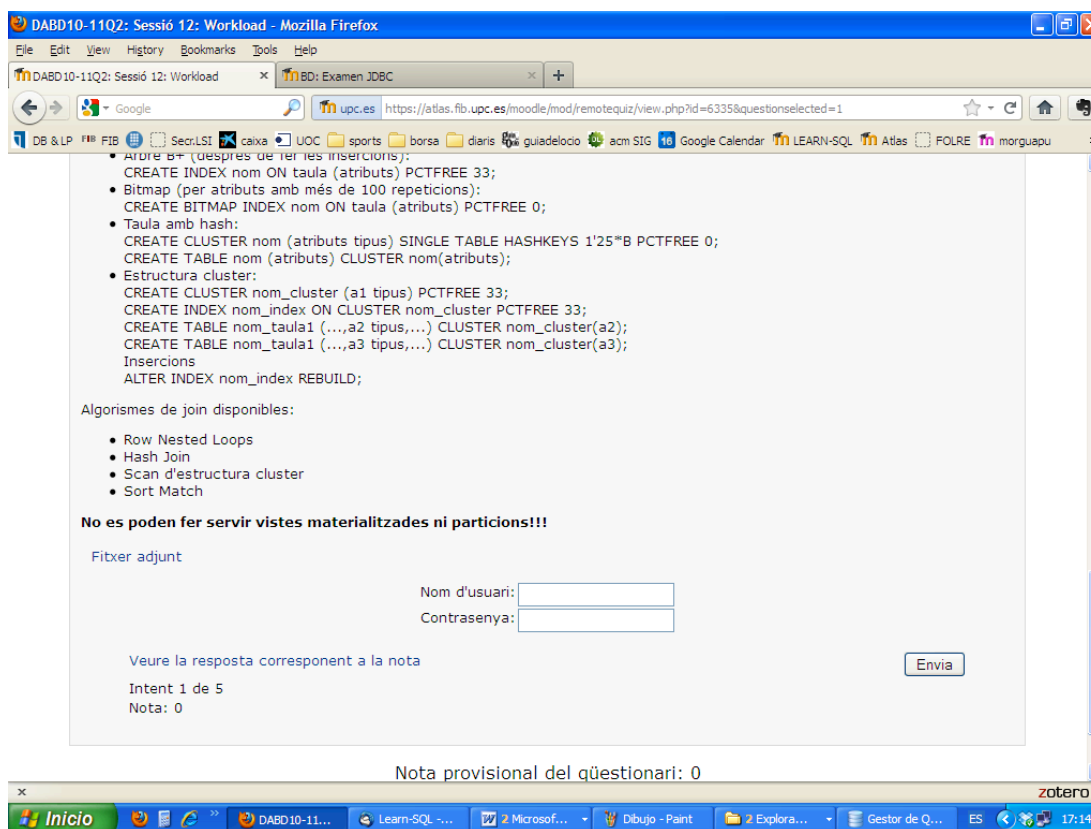 DABD10-11Q2: Sessió 12: Workload - Mozilla Firefox
File Edit View History Bookmarks Tools Help
DABD10-11Q2: Sessió 12: Workload × BD: Examen JDBC × +
Google upc.es https://atlas.fib.upc.es/moodle/mod/remotequiz/view.php?id=6335&questionselected=1
DB & LP FIB FIB Secr.LSI caixa UOC sports borsa diaris guiadelocio acm SIG 16 Google Calendar LEARN-SQL Atlas FOLRE morguapu
• Arbre B+ (després de fer les insercions):
CREATE INDEX nom ON taula (atributs) PCTFREE 33;
• Bitmap (per atributs amb més de 100 repeticions):
CREATE BITMAP INDEX nom ON taula (atributs) PCTFREE 0;
• Taula amb hash:
CREATE CLUSTER nom (atributs tipus) SINGLE TABLE HASHKEYS 1'25*B PCTFREE 0;
CREATE TABLE nom (atributs) CLUSTER nom(atributs);
• Estructura cluster:
CREATE CLUSTER nom_cluster (a1 tipus) PCTFREE 33;
CREATE INDEX nom_index ON CLUSTER nom_cluster PCTFREE 33;
CREATE TABLE nom_taula1 (...,a2 tipus,...) CLUSTER nom_cluster(a2);
CREATE TABLE nom_taula1 (...,a3 tipus,...) CLUSTER nom_cluster(a3);
Insercions
ALTER INDEX nom_index REBUILD;
Algorismes de join disponibles:
• Row Nested Loops
• Hash Join
• Scan d'estructura cluster
• Sort Match
No es poden fer servir vistes materialitzades ni particions!!!
Fitxer adjunt
Nom d'usuari:
Contrasenya:
Veure la resposta corresponent a la nota
Envia
Intent 1 de 5
Nota: 0
Nota provisional del qüestionari: 0
× zotero
Inicio » DABD10-11... Learn-SQL -... 2 Microsof... Dibujo - Paint 2 Explora... Gestor de Q... ES 17:14